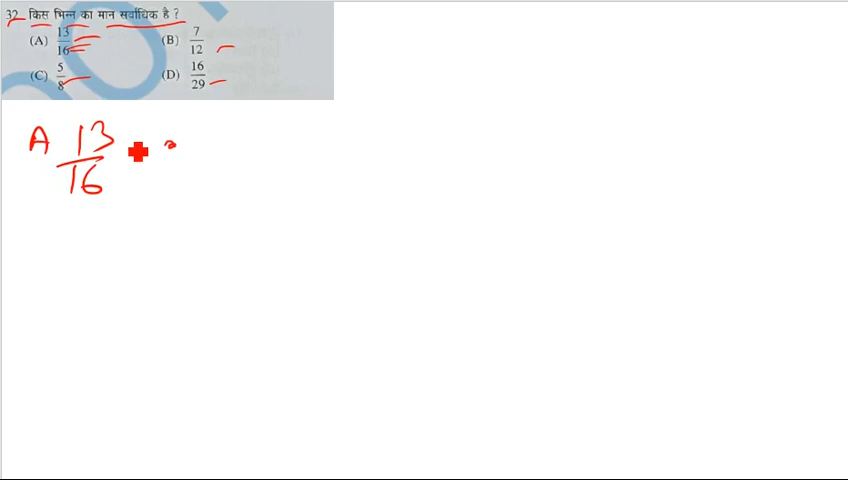 32. किस भिन्न का मान सर्वाधिक है ?
(A) 13/16 (B) 7/12
(C) 5/8 (D) 16/29
A 13/16